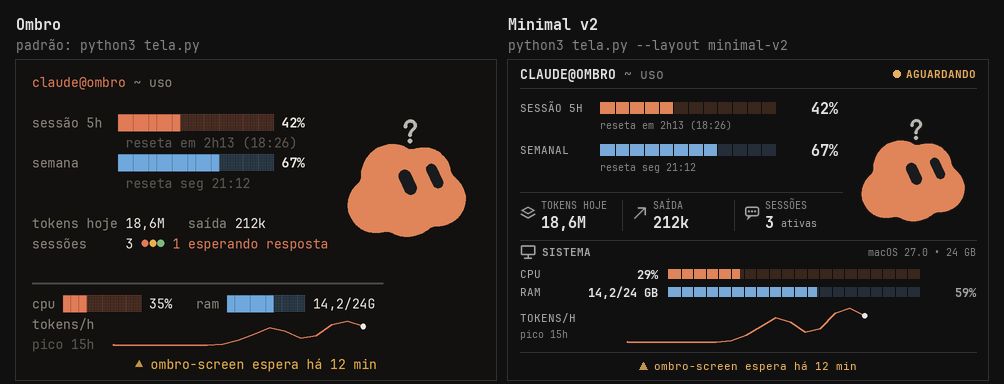 Ombro
padrão: python3 tela.py
claude@ombro ~ uso
sessão 5h 42%
reseta em 2h13 (18:26)
semana 67%
reseta seg 21:12
?
tokens hoje 18,6M saída 212k
sessões 3 1 esperando resposta
cpu 35% ram 14,2/24G
tokens/h
pico 15h
▲ ombro-screen espera há 12 min
Minimal v2
python3 tela.py --layout minimal-v2
CLAUDE@OMBRO ~ USO
AGUARDANDO
SESSÃO 5H 42%
reseta em 2h13 (18:26)
SEMANAL 67%
reseta seg 21:12
?
TOKENS HOJE
18,6M
SAÍDA
212k
SESSÕES
3 ativas
SISTEMA
macOS 27.0 • 24 GB
CPU 29%
RAM 14,2/24 GB 59%
TOKENS/H
pico 15h
▲ ombro-screen espera há 12 min